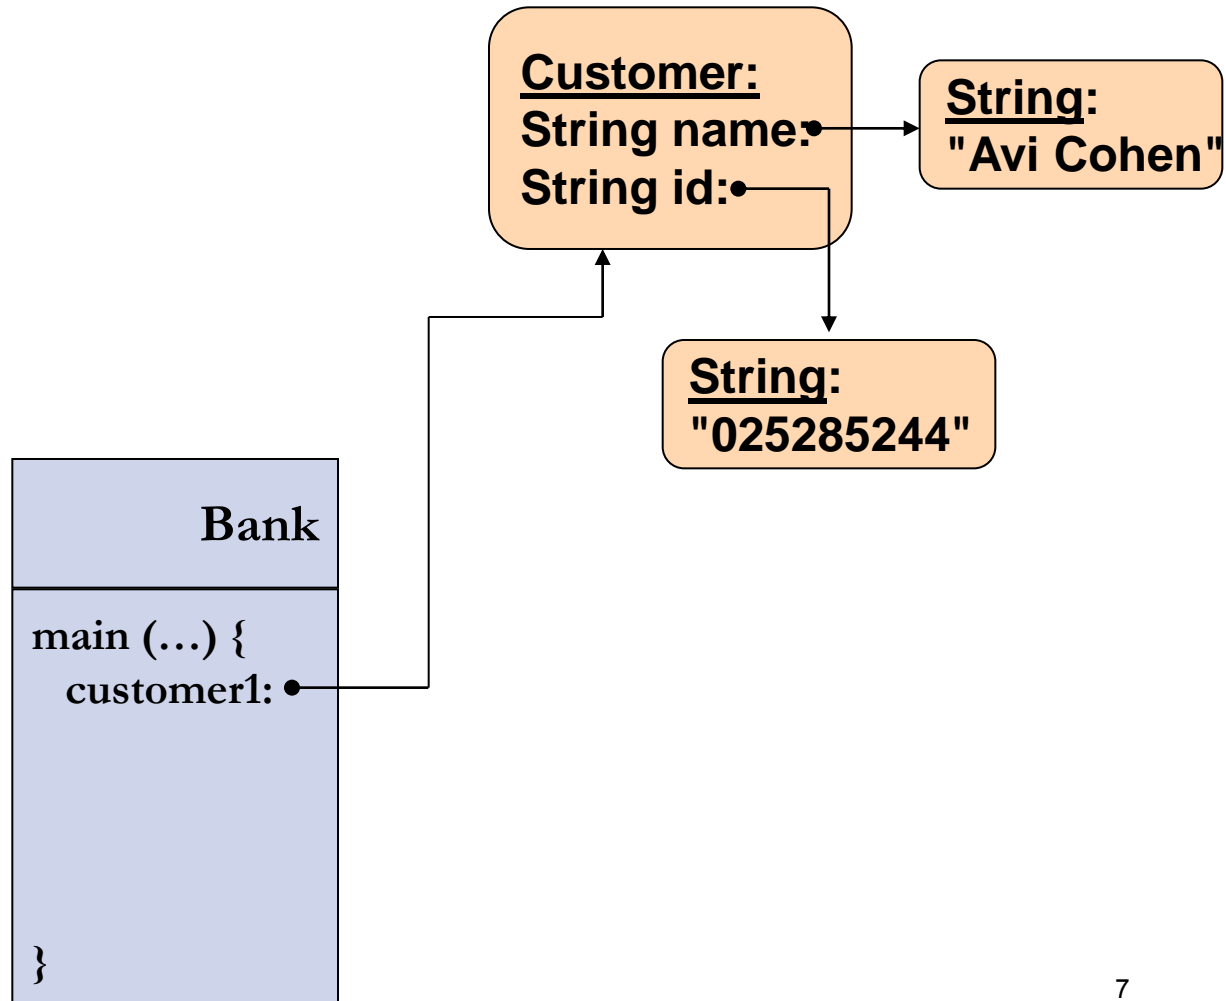 Customer:
String name:
String id:
String:
"Avi Cohen"
String:
"025285244"
Bank
main (…) {
customer1:
}
7